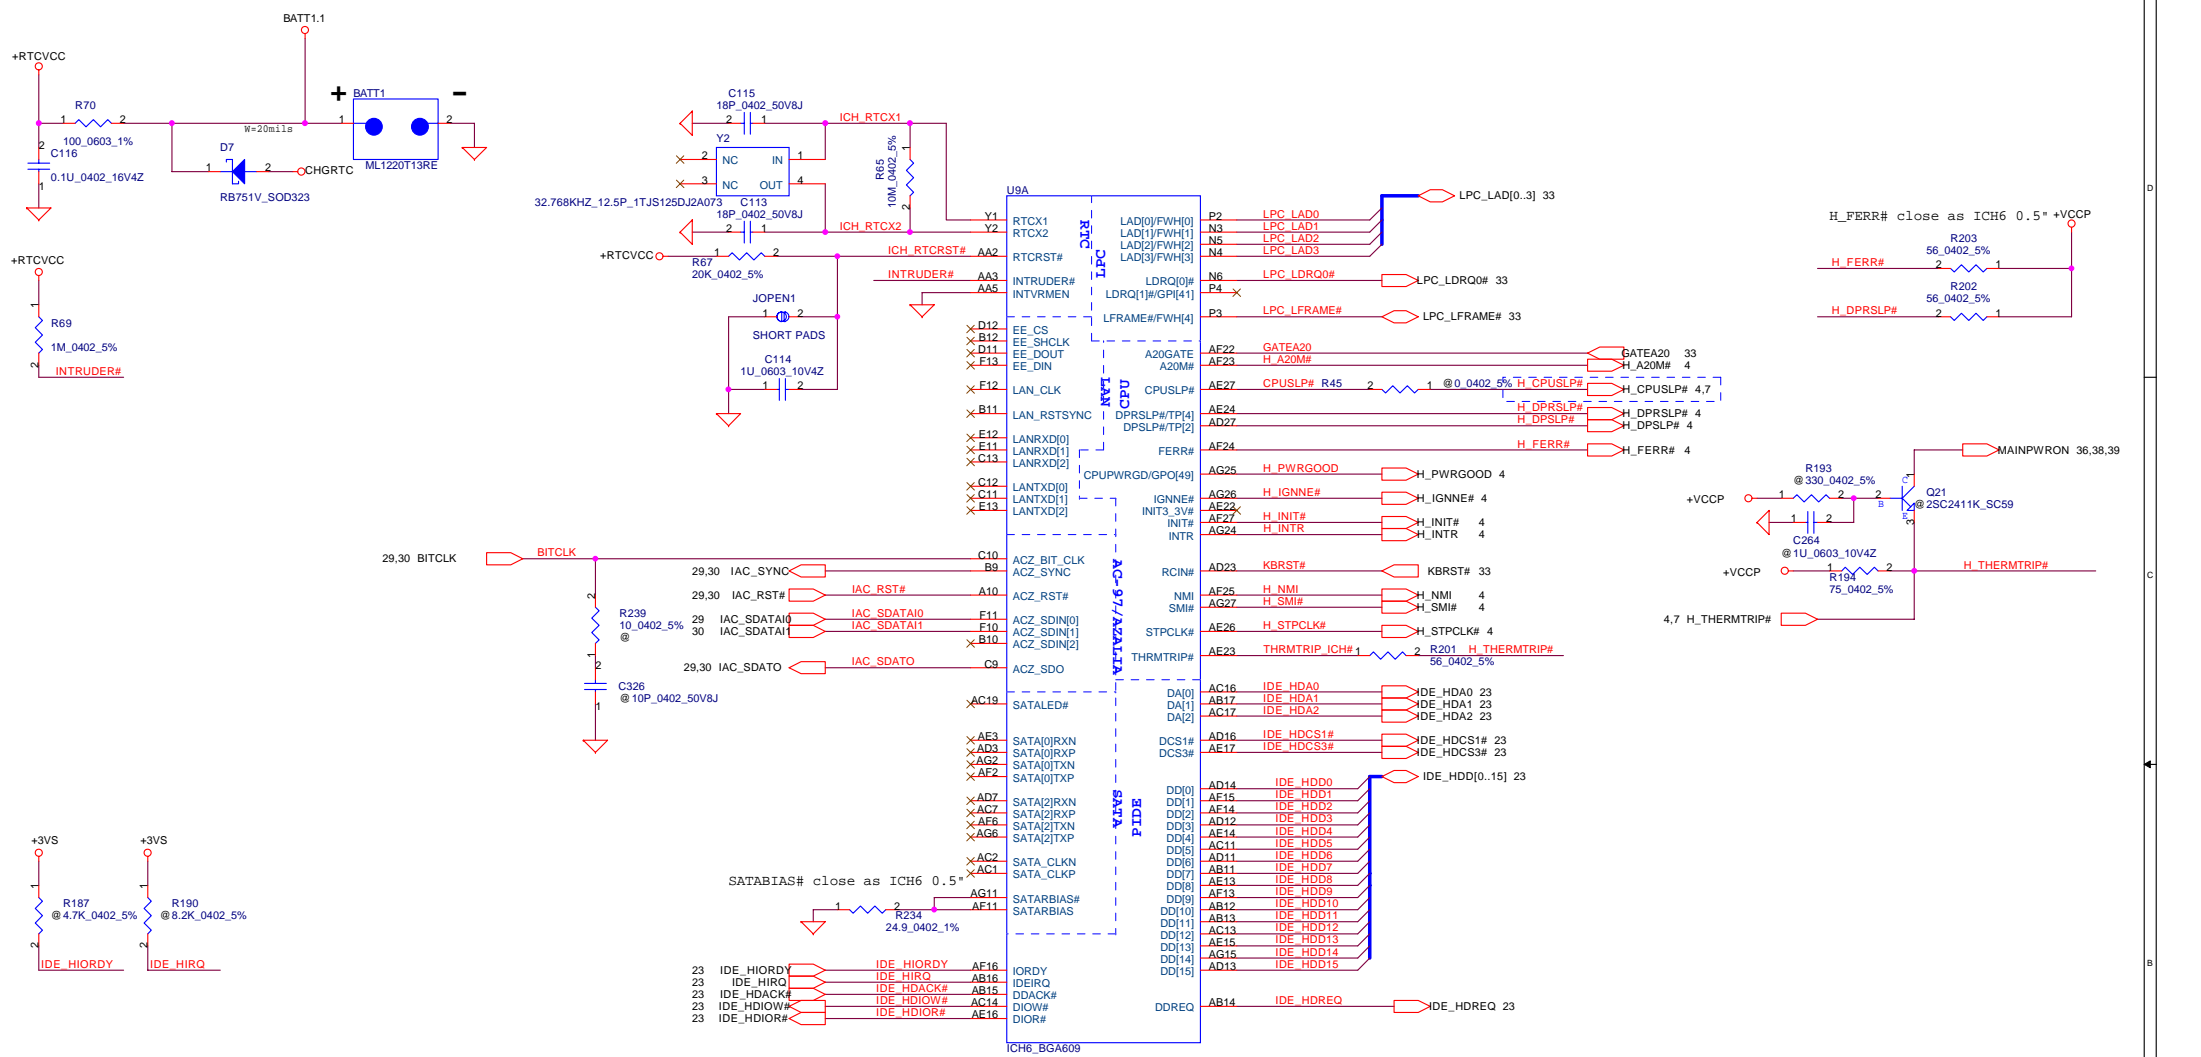 BATT1.1
+RTCVCC
R70
1 2
100_0603_1%
W=20mils
+ BATT1 -
1 2
ML1220T13RE
2
C116
0.1U_0402_16V4Z
1
D7
1 2
CHGRTC
RB751V_SOD323
+RTCVCC
1
R69
1M_0402_5%
2
INTRUDER#
C115
18P_0402_50V8J
2 1
ICH_RTCX1
Y2
2 NC IN 1
3 NC OUT 4
32.768KHZ_12.5P_1TJS125DJ2A073
C113
18P_0402_50V8J
2 1
ICH_RTCX2
1
R65
10M_0402_5%
2
+RTCVCC
1 2
R67
20K_0402_5%
ICH_RTCRST#
INTRUDER#
JOPEN1
1 2
SHORT PADS
C114
1U_0603_10V4Z
1 2
U9A
Y1 RTCX1
Y2 RTCX2
AA2 RTCRST#
AA3 INTRUDER#
AA5 INTVRMEN
D12 EE_CS
B12 EE_SHCLK
D11 EE_DOUT
F13 EE_DIN
F12 LAN_CLK
B11 LAN_RSTSYNC
E12 LANRXD[0]
E11 LANRXD[1]
C13 LANRXD[2]
C12 LANTXD[0]
C11 LANTXD[1]
E13 LANTXD[2]
C10 ACZ_BIT_CLK
B9 ACZ_SYNC
A10 ACZ_RST#
F11 ACZ_SDIN[0]
F10 ACZ_SDIN[1]
B10 ACZ_SDIN[2]
C9 ACZ_SDO
AC19 SATALED#
AE3 SATA[0]RXN
AD3 SATA[0]RXP
AG2 SATA[0]TXN
AF2 SATA[0]TXP
AD7 SATA[2]RXN
AC7 SATA[2]RXP
AF6 SATA[2]TXN
AG6 SATA[2]TXP
AC2 SATA_CLKN
AC1 SATA_CLKP
AG11 SATARBIAS#
AF11 SATARBIAS
AF16 IORDY
AB16 IDEIRQ
AB15 DDACK#
AC14 DIOW#
AE16 DIOR#
RTC
LPC
LAN
CPU
AC-97/AZALIA
SATA
PIDE
ICH6_BGA609
29,30 BITCLK BITCLK
29,30 IAC_SYNC
29,30 IAC_RST# IAC_RST#
29 IAC_SDATAI0 IAC_SDATAI0
30 IAC_SDATAI1 IAC_SDATAI1
29,30 IAC_SDATO IAC_SDATO
2
R239
10_0402_5%
@
1
2
C326
@10P_0402_50V8J
1
SATABIAS# close as ICH6 0.5"
1 2
R234
24.9_0402_1%
+3VS
1
R187
@4.7K_0402_5%
2
IDE_HIORDY
+3VS
1
R190
@8.2K_0402_5%
2
IDE_HIRQ
23 IDE_HIORDY IDE_HIORDY
23 IDE_HIRQ IDE_HIRQ
23 IDE_HDACK# IDE_HDACK#
23 IDE_HDIOW# IDE_HDIOW#
23 IDE_HDIOR# IDE_HDIOR#
LAD[0]/FWH[0] P2 LPC_LAD0
LAD[1]/FWH[1] N3 LPC_LAD1
LAD[2]/FWH[2] N5 LPC_LAD2
LAD[3]/FWH[3] N4 LPC_LAD3
LPC_LAD[0..3] 33
LDRQ[0]# N6 LPC_LDRQ0# LPC_LDRQ0# 33
LDRQ[1]#/GPI[41] P4
LFRAME#/FWH[4] P3 LPC_LFRAME# LPC_LFRAME# 33
A20GATE AF22 GATEA20 GATEA20 33
A20M# AF23 H_A20M# H_A20M# 4
CPUSLP# AE27 CPUSLP# R45 2 1 @0_0402_5% H_CPUSLP# H_CPUSLP# 4,7
DPRSLP#/TP[4] AE24 H_DPRSLP# H_DPRSLP# 4
DPSLP#/TP[2] AD27 H_DPSLP# H_DPSLP# 4
FERR# AF24 H_FERR# H_FERR# 4
CPUPWRGD/GPO[49] AG25 H_PWRGOOD H_PWRGOOD 4
IGNNE# AG26 H_IGNNE# H_IGNNE# 4
INIT3_3V# AE22
INIT# AF27 H_INIT# H_INIT# 4
INTR AG24 H_INTR H_INTR 4
RCIN# AD23 KBRST# KBRST# 33
NMI AF25 H_NMI H_NMI 4
SMI# AG27 H_SMI# H_SMI# 4
STPCLK# AE26 H_STPCLK# H_STPCLK# 4
THRMTRIP# AE23 THRMTRIP_ICH# 1 2 H_THERMTRIP#
R201
56_0402_5%
DA[0] AC16 IDE_HDA0 IDE_HDA0 23
DA[1] AB17 IDE_HDA1 IDE_HDA1 23
DA[2] AC17 IDE_HDA2 IDE_HDA2 23
DCS1# AD16 IDE_HDCS1# IDE_HDCS1# 23
DCS3# AE17 IDE_HDCS3# IDE_HDCS3# 23
IDE_HDD[0..15] 23
DD[0] AD14 IDE_HDD0
DD[1] AF15 IDE_HDD1
DD[2] AF14 IDE_HDD2
DD[3] AD12 IDE_HDD3
DD[4] AE14 IDE_HDD4
DD[5] AC11 IDE_HDD5
DD[6] AD11 IDE_HDD6
DD[7] AB11 IDE_HDD7
DD[8] AE13 IDE_HDD8
DD[9] AF13 IDE_HDD9
DD[10] AB12 IDE_HDD10
DD[11] AB13 IDE_HDD11
DD[12] AC13 IDE_HDD12
DD[13] AE15 IDE_HDD13
DD[14] AG15 IDE_HDD14
DD[15] AD13 IDE_HDD15
DDREQ AB14 IDE_HDREQ IDE_HDREQ 23
H_FERR# close as ICH6 0.5" +VCCP
R203
56_0402_5%
H_FERR# 2 1
R202
56_0402_5%
H_DPRSLP# 2 1
MAINPWRON 36,38,39
R193
@330_0402_5%
+VCCP 1 2
2 B C 1 E 3
Q21
@2SC2411K_SC59
1 2
C264
@1U_0603_10V4Z
+VCCP 1 2
R194
75_0402_5%
H_THERMTRIP#
4,7 H_THERMTRIP#
D
C
B